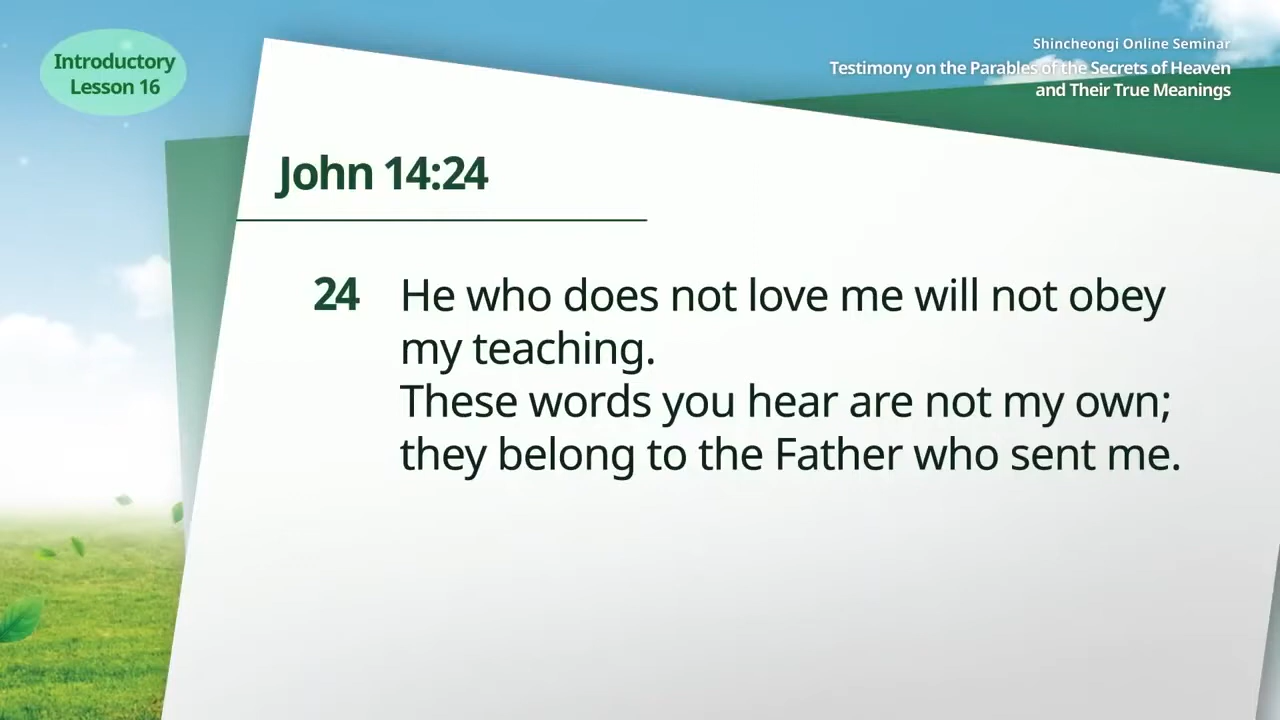 Introductory
Lesson 16
Shincheongi Online Seminar
Testimony on the Parables of the Secrets of Heaven
and Their True Meanings
John 14:24
24 He who does not love me will not obey
my teaching.
These words you hear are not my own;
they belong to the Father who sent me.